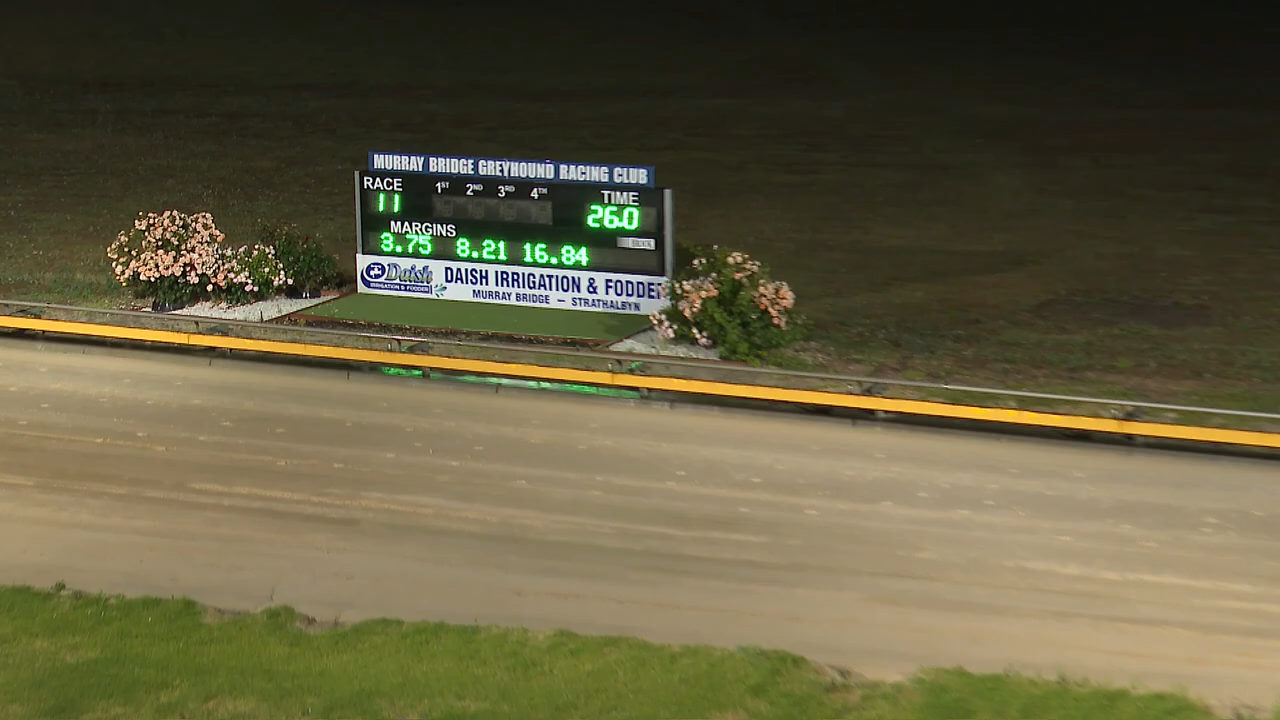 MURRAY BRIDGE GREYHOUND RACING CLUB
RACE 1ST 2ND 3RD 4TH TIME
11 26.0
MARGINS
3.75 8.21 16.84
Daish DAISH IRRIGATION & FODDER
IRRIGATION & FODDER MURRAY BRIDGE – STRATHALBYN